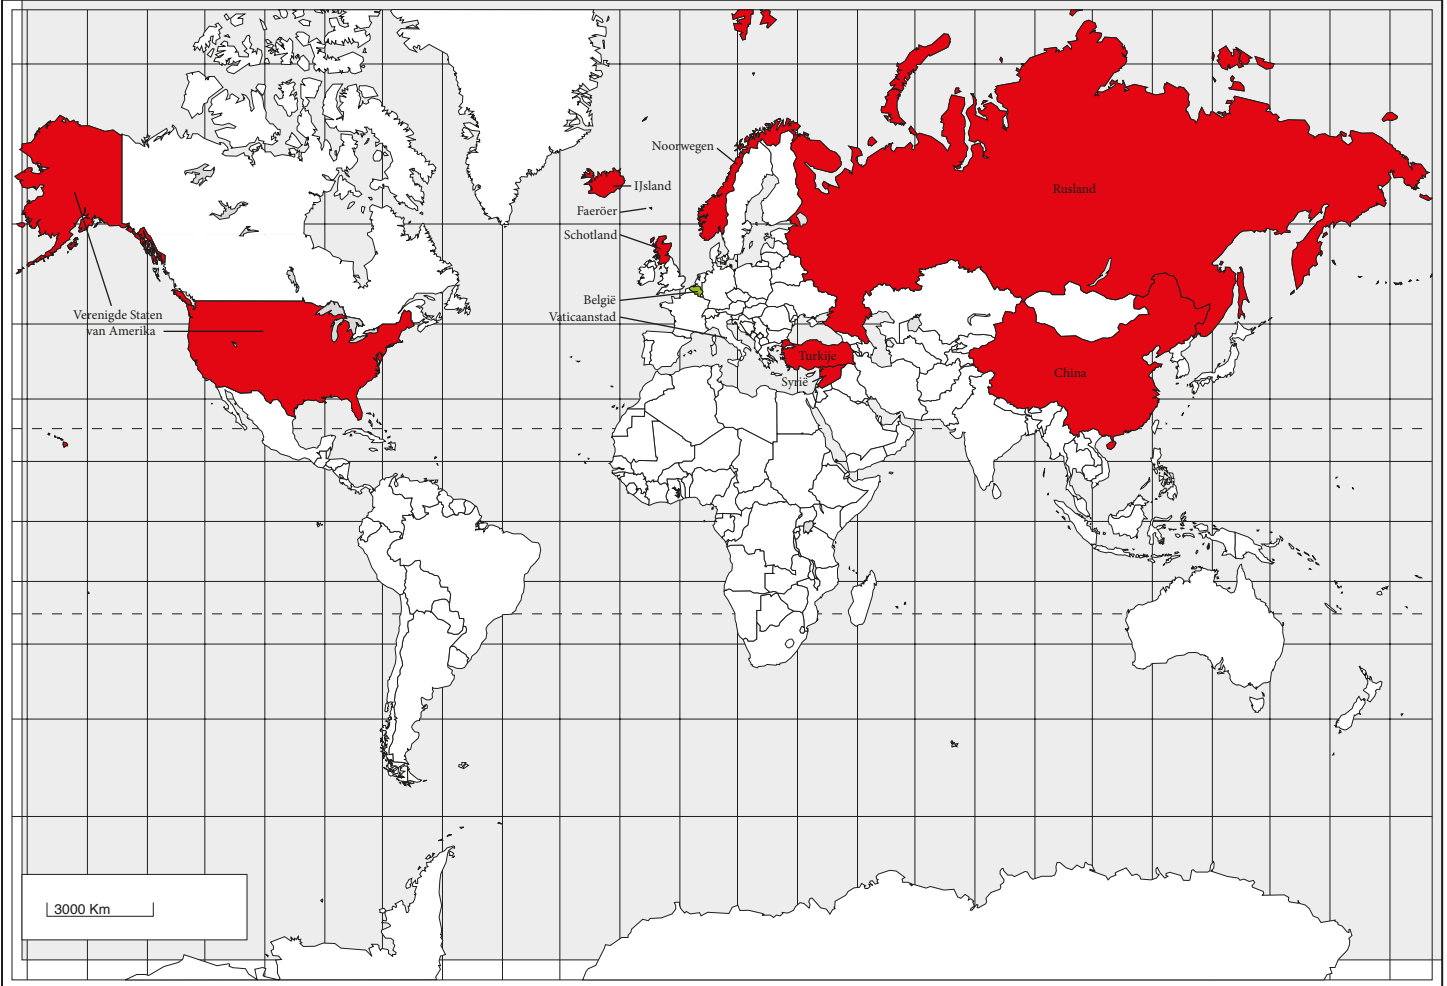 Noorwegen
IJsland
Rusland
Faeröer
Schotland
België
Verenigde Staten
van Amerika
Vaticaanstad
Turkije
Syrië
China
3000 Km